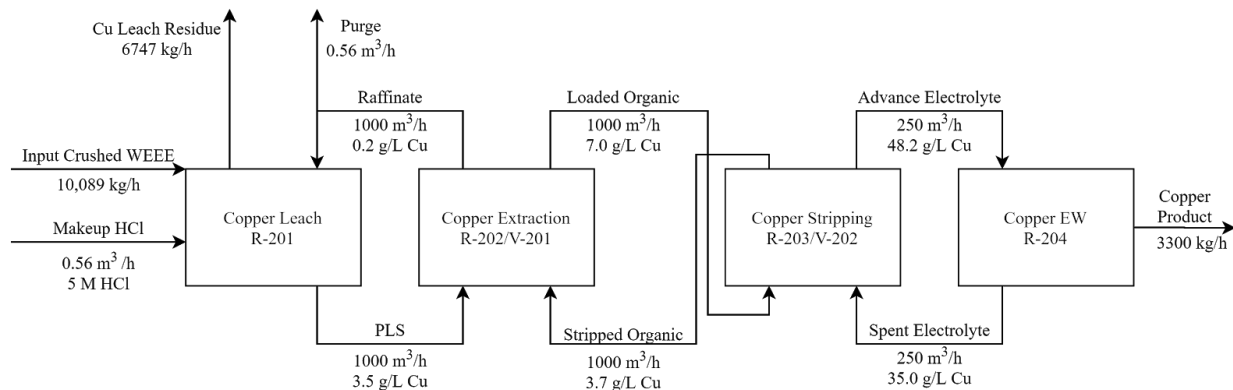 Cu Leach Residue
6747 kg/h
Purge
0.56 m³/h
Raffinate
1000 m³/h
0.2 g/L Cu
Loaded Organic
1000 m³/h
7.0 g/L Cu
Advance Electrolyte
250 m³/h
48.2 g/L Cu
Input Crushed WEEE
10,089 kg/h
Makeup HCl
0.56 m³ /h
5 M HCl
Copper Leach
R-201
Copper Extraction
R-202/V-201
Copper Stripping
R-203/V-202
Copper EW
R-204
Copper
Product
3300 kg/h
PLS
1000 m³/h
3.5 g/L Cu
Stripped Organic
1000 m³/h
3.7 g/L Cu
Spent Electrolyte
250 m³/h
35.0 g/L Cu